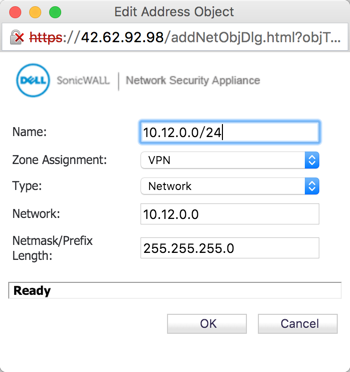 Edit Address Object
https://42.62.92.98/addNetObjDlg.html?objT...
DELL SonicWALL | Network Security Appliance
Name: 10.12.0.0/24
Zone Assignment: VPN
Type: Network
Network: 10.12.0.0
Netmask/Prefix Length: 255.255.255.0
Ready
OK Cancel